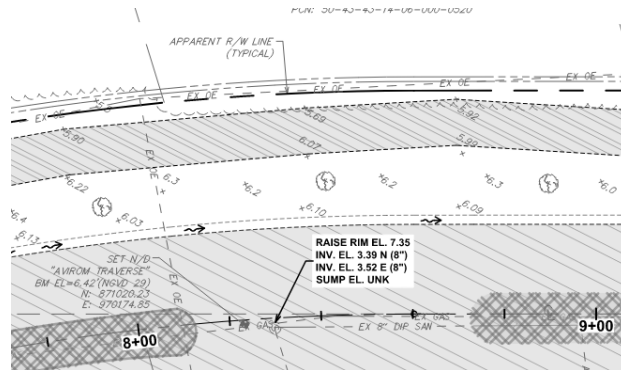 PCN: 50-43-43-14-06-000-0520
APPARENT R/W LINE
(TYPICAL)
EX OE
EX OE
EX OE
EX OE
EX OE
5.69
5.92
5.90
6.07
5.99
EX OE
6.22
6.3
6.2
6.2
6.3
6.0
6.4
6.03
6.10
6.09
6.13
SET N/D
"AVIROM TRAVERSE"
BM EL=6.42'(NGVD 29)
N: 871020.23
E: 970174.85
EX OE
RAISE RIM EL. 7.35
INV. EL. 3.39 N (8")
INV. EL. 3.52 E (8")
SUMP EL. UNK
EX GAS
EX GAS
EX 8" DIP SAN
8+00
9+00